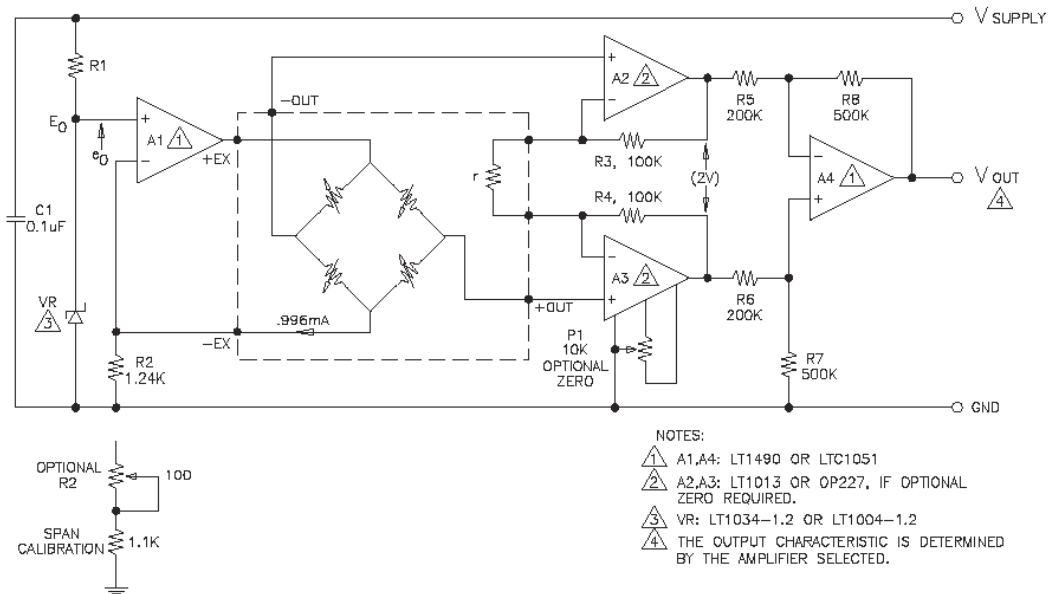 V SUPPLY
R1
E0
e0
A1
1
+EX
-OUT
A2
2
R5
200K
R8
500K
R3, 100K
r
(2V)
R4, 100K
A4
1
V OUT
4
C1
0.1uF
VR
3
.996mA
-EX
A3
2
+OUT
R6
200K
P1
10K
OPTIONAL
ZERO
R2
1.24K
R7
500K
GND
OPTIONAL
R2
100
SPAN
CALIBRATION
1.1K
NOTES:
1 A1,A4: LT1490 OR LTC1051
2 A2,A3: LT1013 OR OP227, IF OPTIONAL
ZERO REQUIRED.
3 VR: LT1034-1.2 OR LT1004-1.2
4 THE OUTPUT CHARACTERISTIC IS DETERMINED
BY THE AMPLIFIER SELECTED.